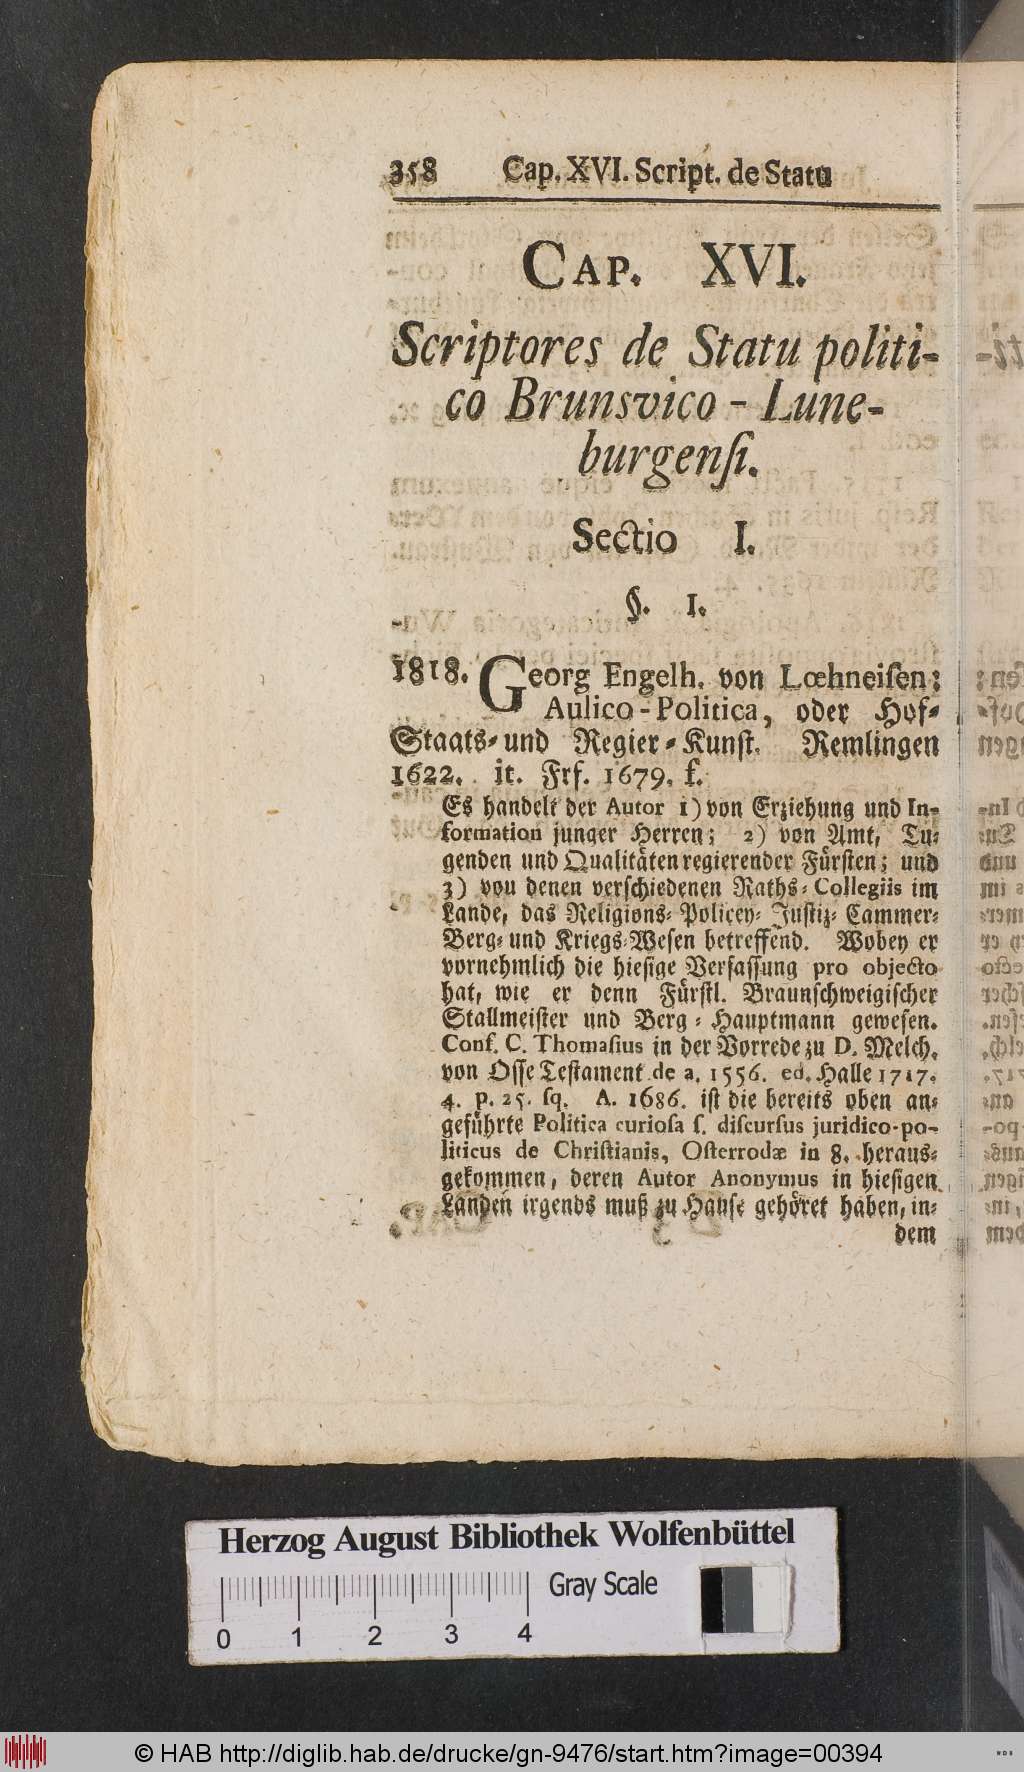 358 Cap. XVI. Script. de Statu
CAP. XVI.
Scriptores de Statu politi-
co Brunsvico - Lune-
burgenſi.
Sectio I.
§. I.
1818. Georg Engelh. von Lœhneiſen;
Aulico-Politica, oder Hof-
Staats- und Regier-Kunſt. Remlingen
1622. it. Frf. 1679. f.
Es handelt der Autor 1) von Erziehung und In-
formation junger Herren; 2) von Amt, Tu-
genden und Qualitäten regierender Fürſten; und
3) von denen verſchiedenen Raths-Collegiis im
Lande, das Religions-Policey-Juſtiz-Cammer-
Berg- und Kriegs-Weſen betreffend. Wobey er
vornehmlich die hieſige Verfaſſung pro objecto
hat, wie er denn Fürſtl. Braunſchweigiſcher
Stallmeiſter und Berg-Hauptmann geweſen.
Conf. C. Thomaſius in der Vorrede zu D. Melch.
von Oſſe Teſtament de a. 1556. ed. Halle 1717.
4. p. 25. ſq. A. 1686. iſt die bereits oben an-
geführte Politica curioſa ſ. diſcurſus juridico-po-
liticus de Chriſtianis, Oſterrodæ in 8. heraus-
gekommen, deren Autor Anonymus in hieſigen
Landen irgends muß zu Hauſe gehöret haben, in-
dem
Herzog August Bibliothek Wolfenbüttel
Gray Scale
0 1 2 3 4
© HAB http://diglib.hab.de/drucke/gn-9476/start.htm?image=00394